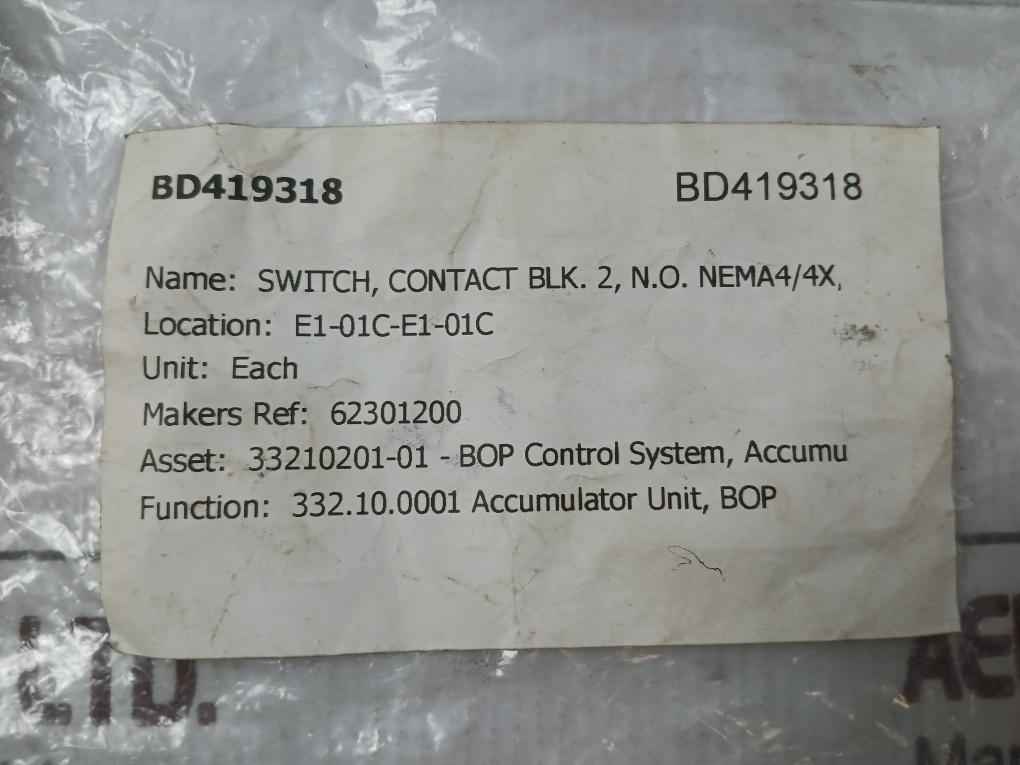 BD419318 BD419318
Name: SWITCH, CONTACT BLK. 2, N.O. NEMA4/4X,
Location: E1-01C-E1-01C
Unit: Each
Makers Ref: 62301200
Asset: 33210201-01 - BOP Control System, Accumu
Function: 332.10.0001 Accumulator Unit, BOP
LTD.